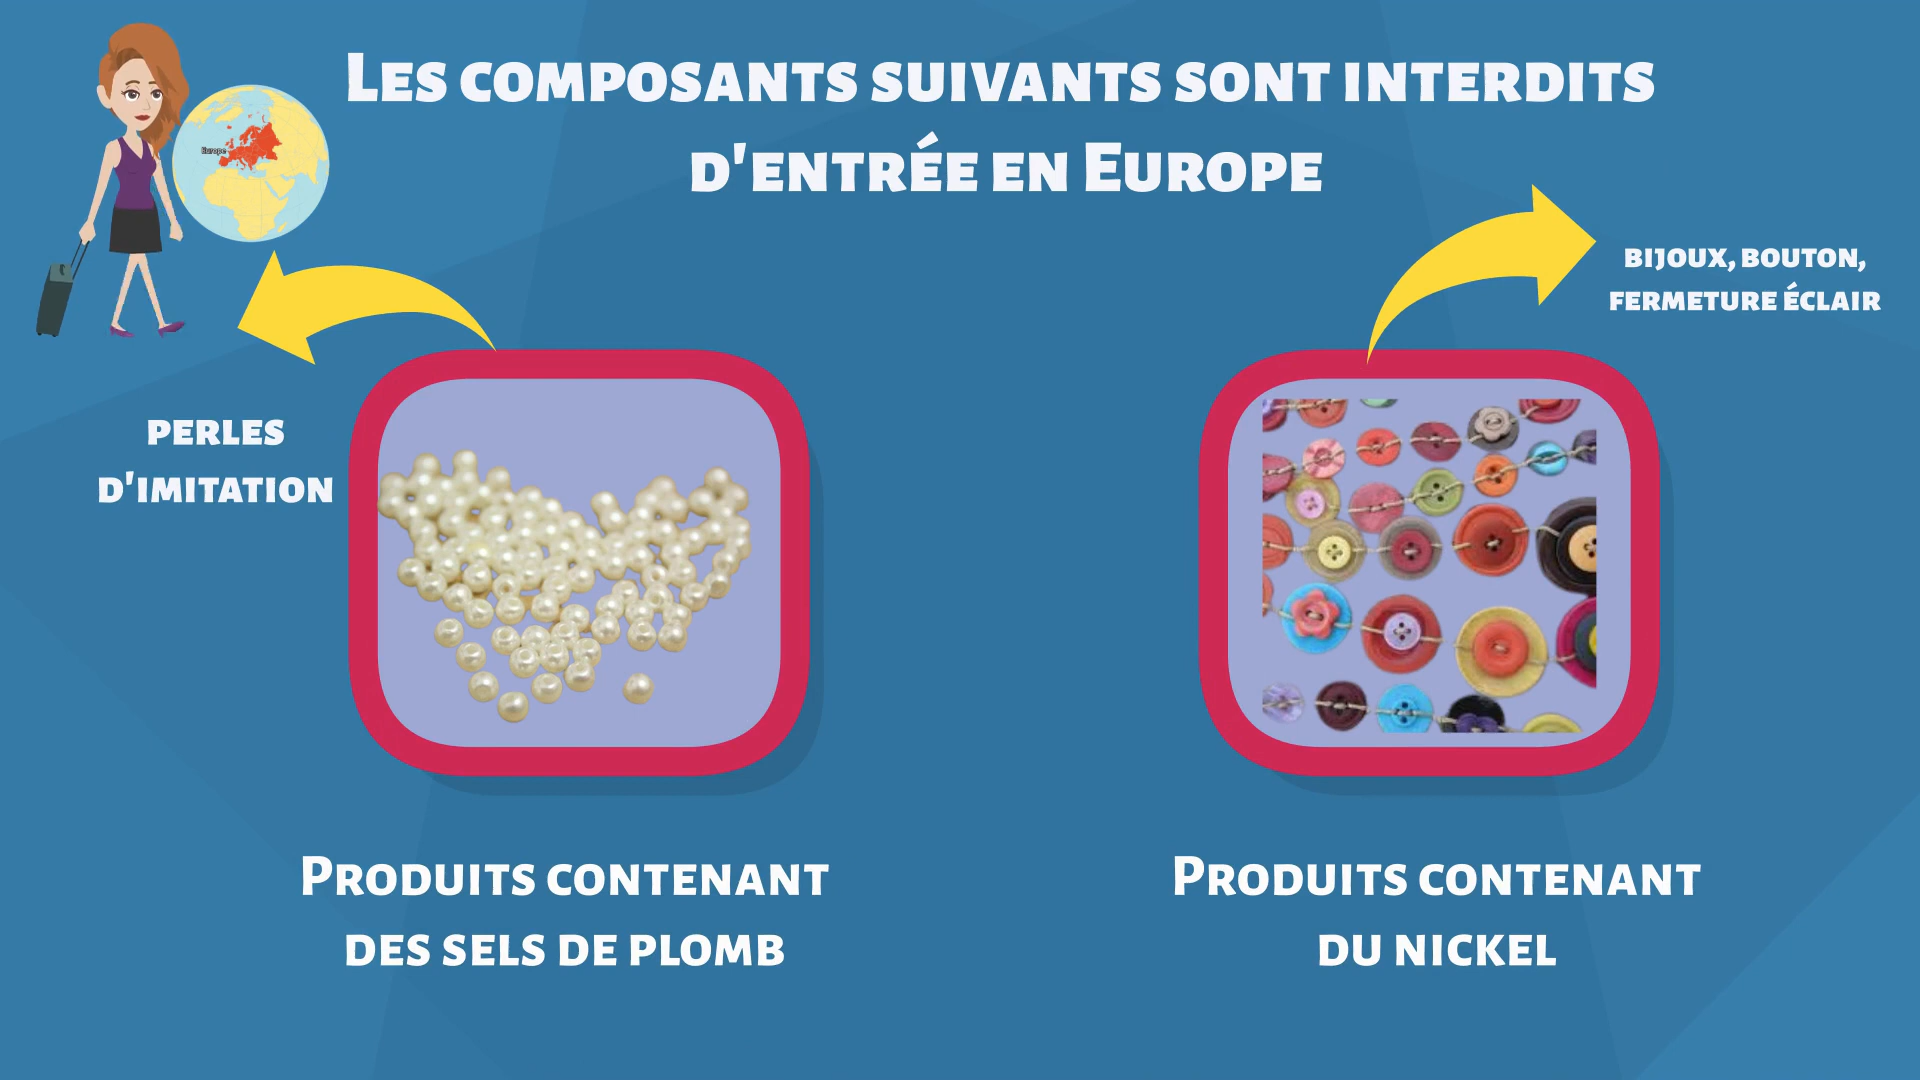 Les composants suivants sont interdits
d'entrée en Europe
Europe
bijoux, bouton,
fermeture éclair
perles
d'imitation
Produits contenant
des sels de plomb
Produits contenant
du nickel